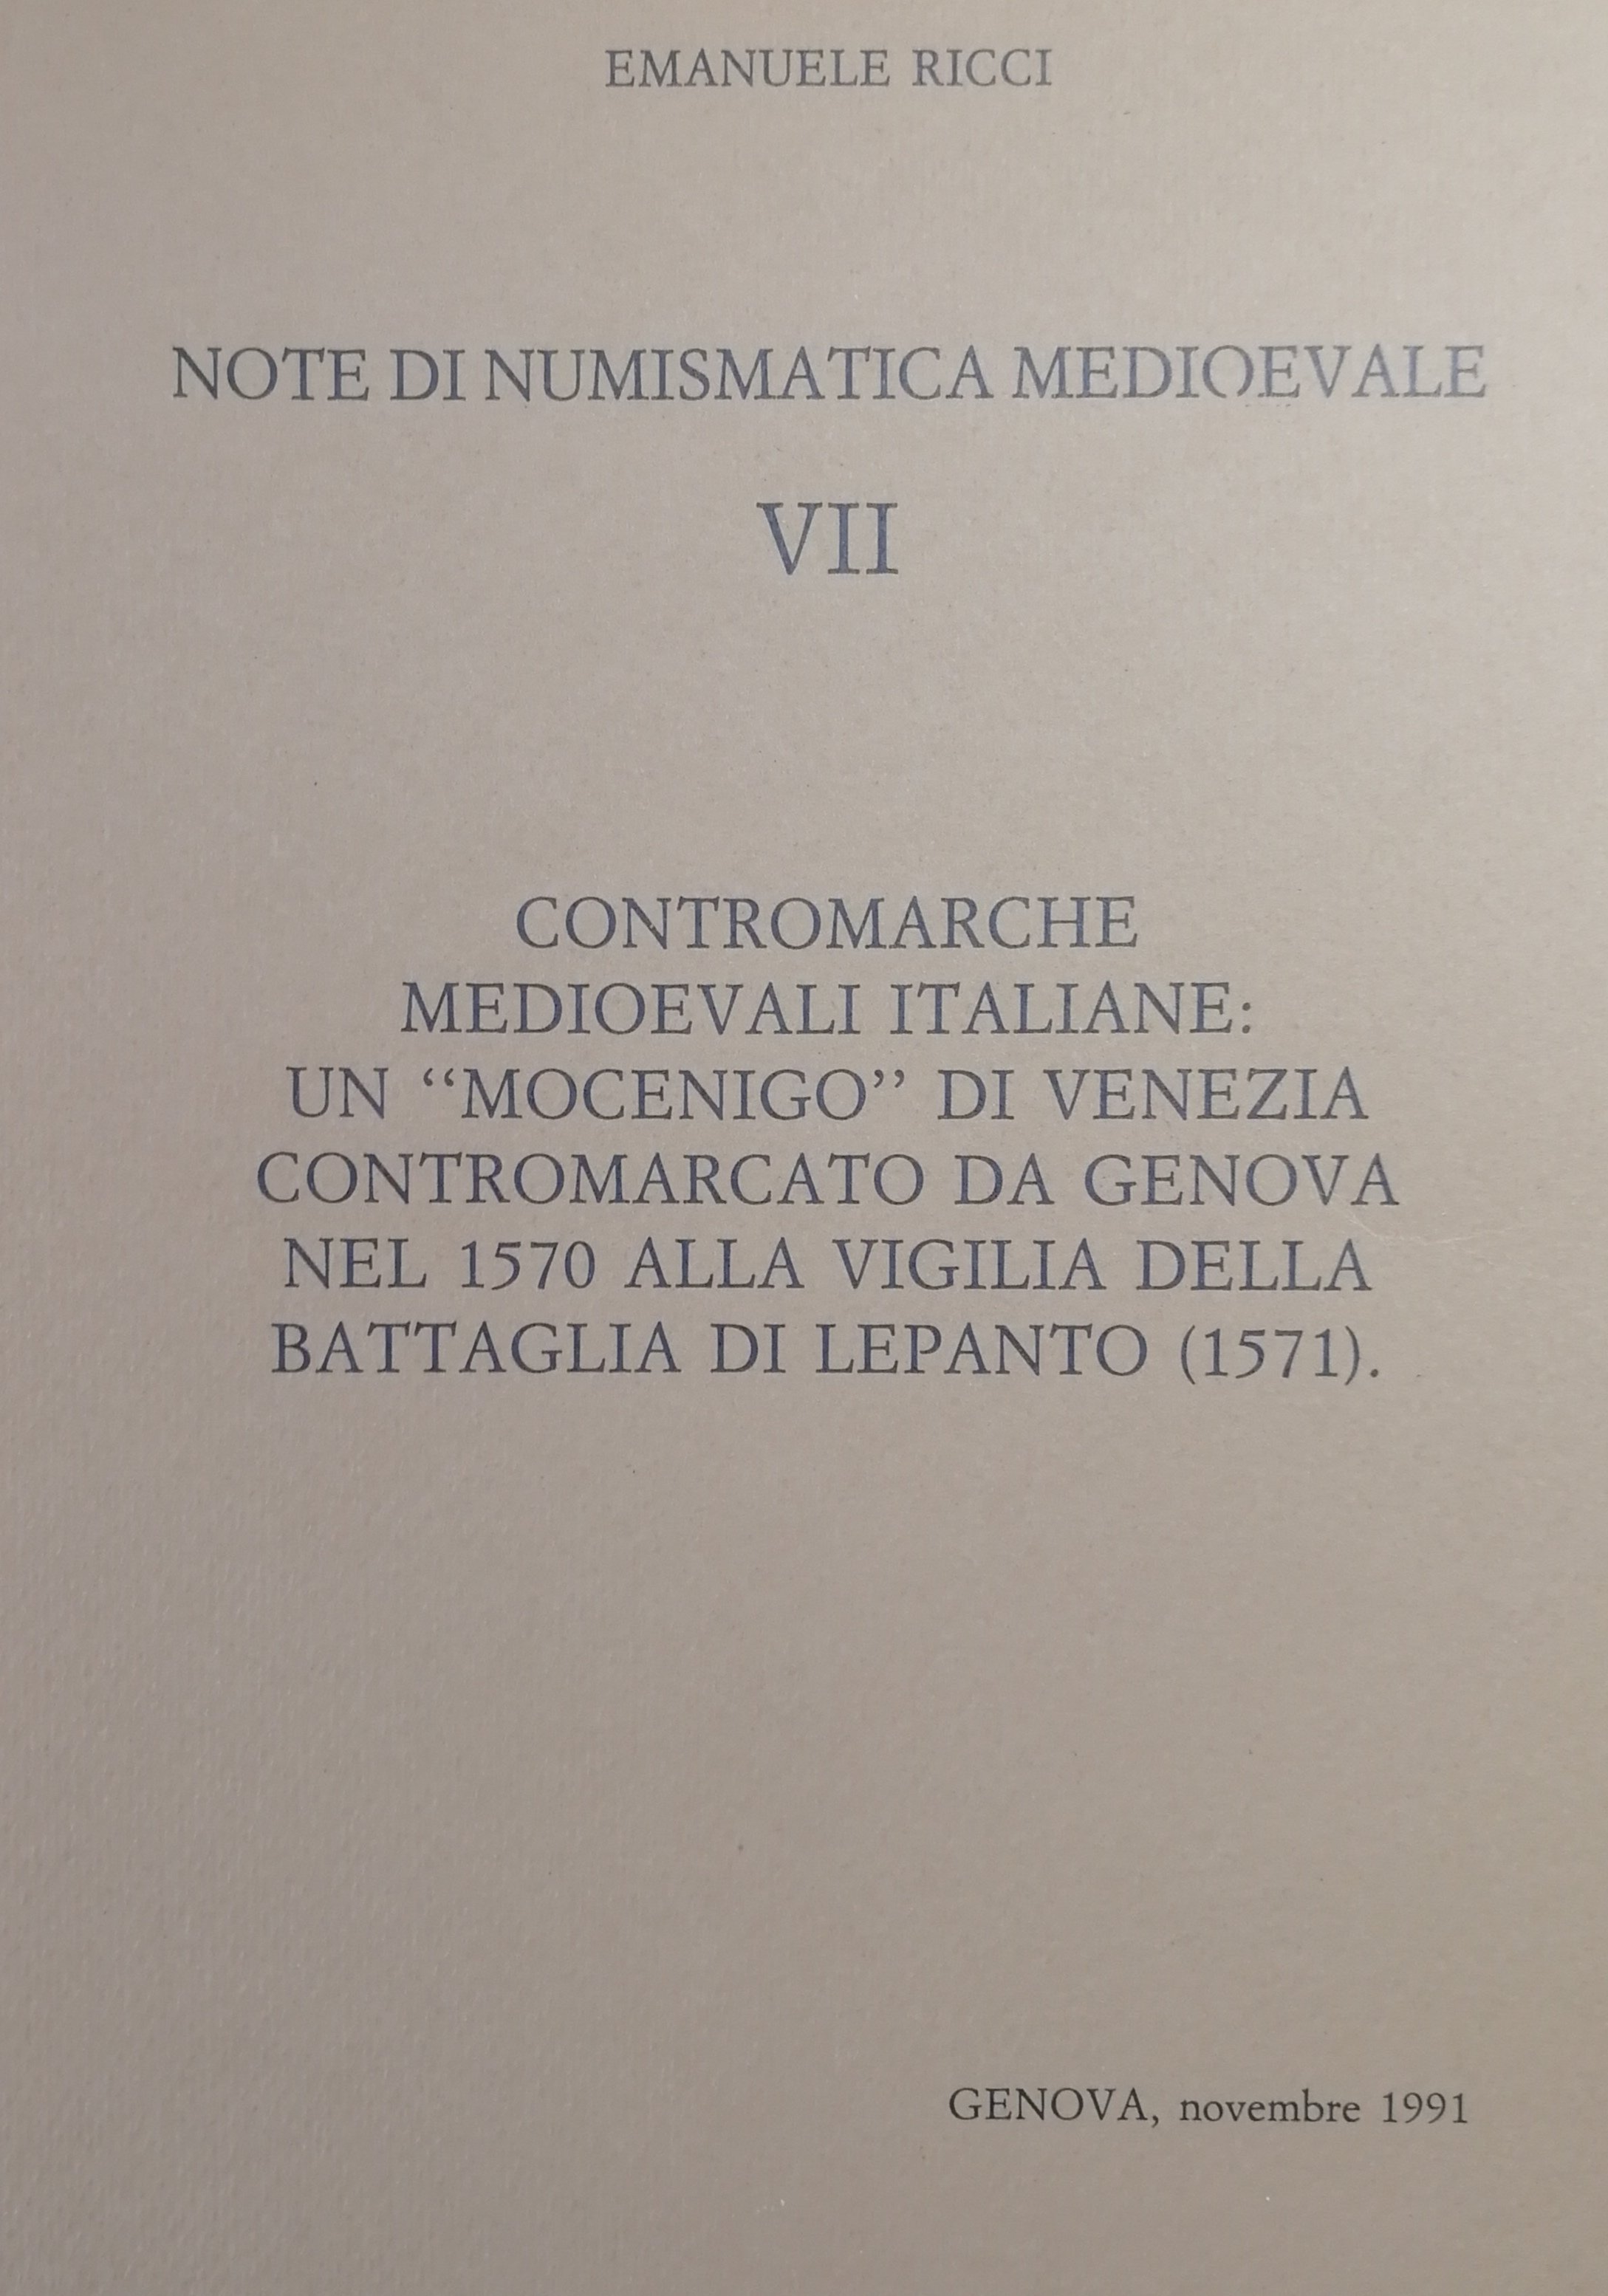 EMANUELE RICCI
NOTE DI NUMISMATICA MEDIOEVALE
VII
CONTROMARCHE
MEDIOEVALI ITALIANE:
UN “MOCENIGO” DI VENEZIA
CONTROMARCATO DA GENOVA
NEL 1570 ALLA VIGILIA DELLA
BATTAGLIA DI LEPANTO (1571).
GENOVA, novembre 1991